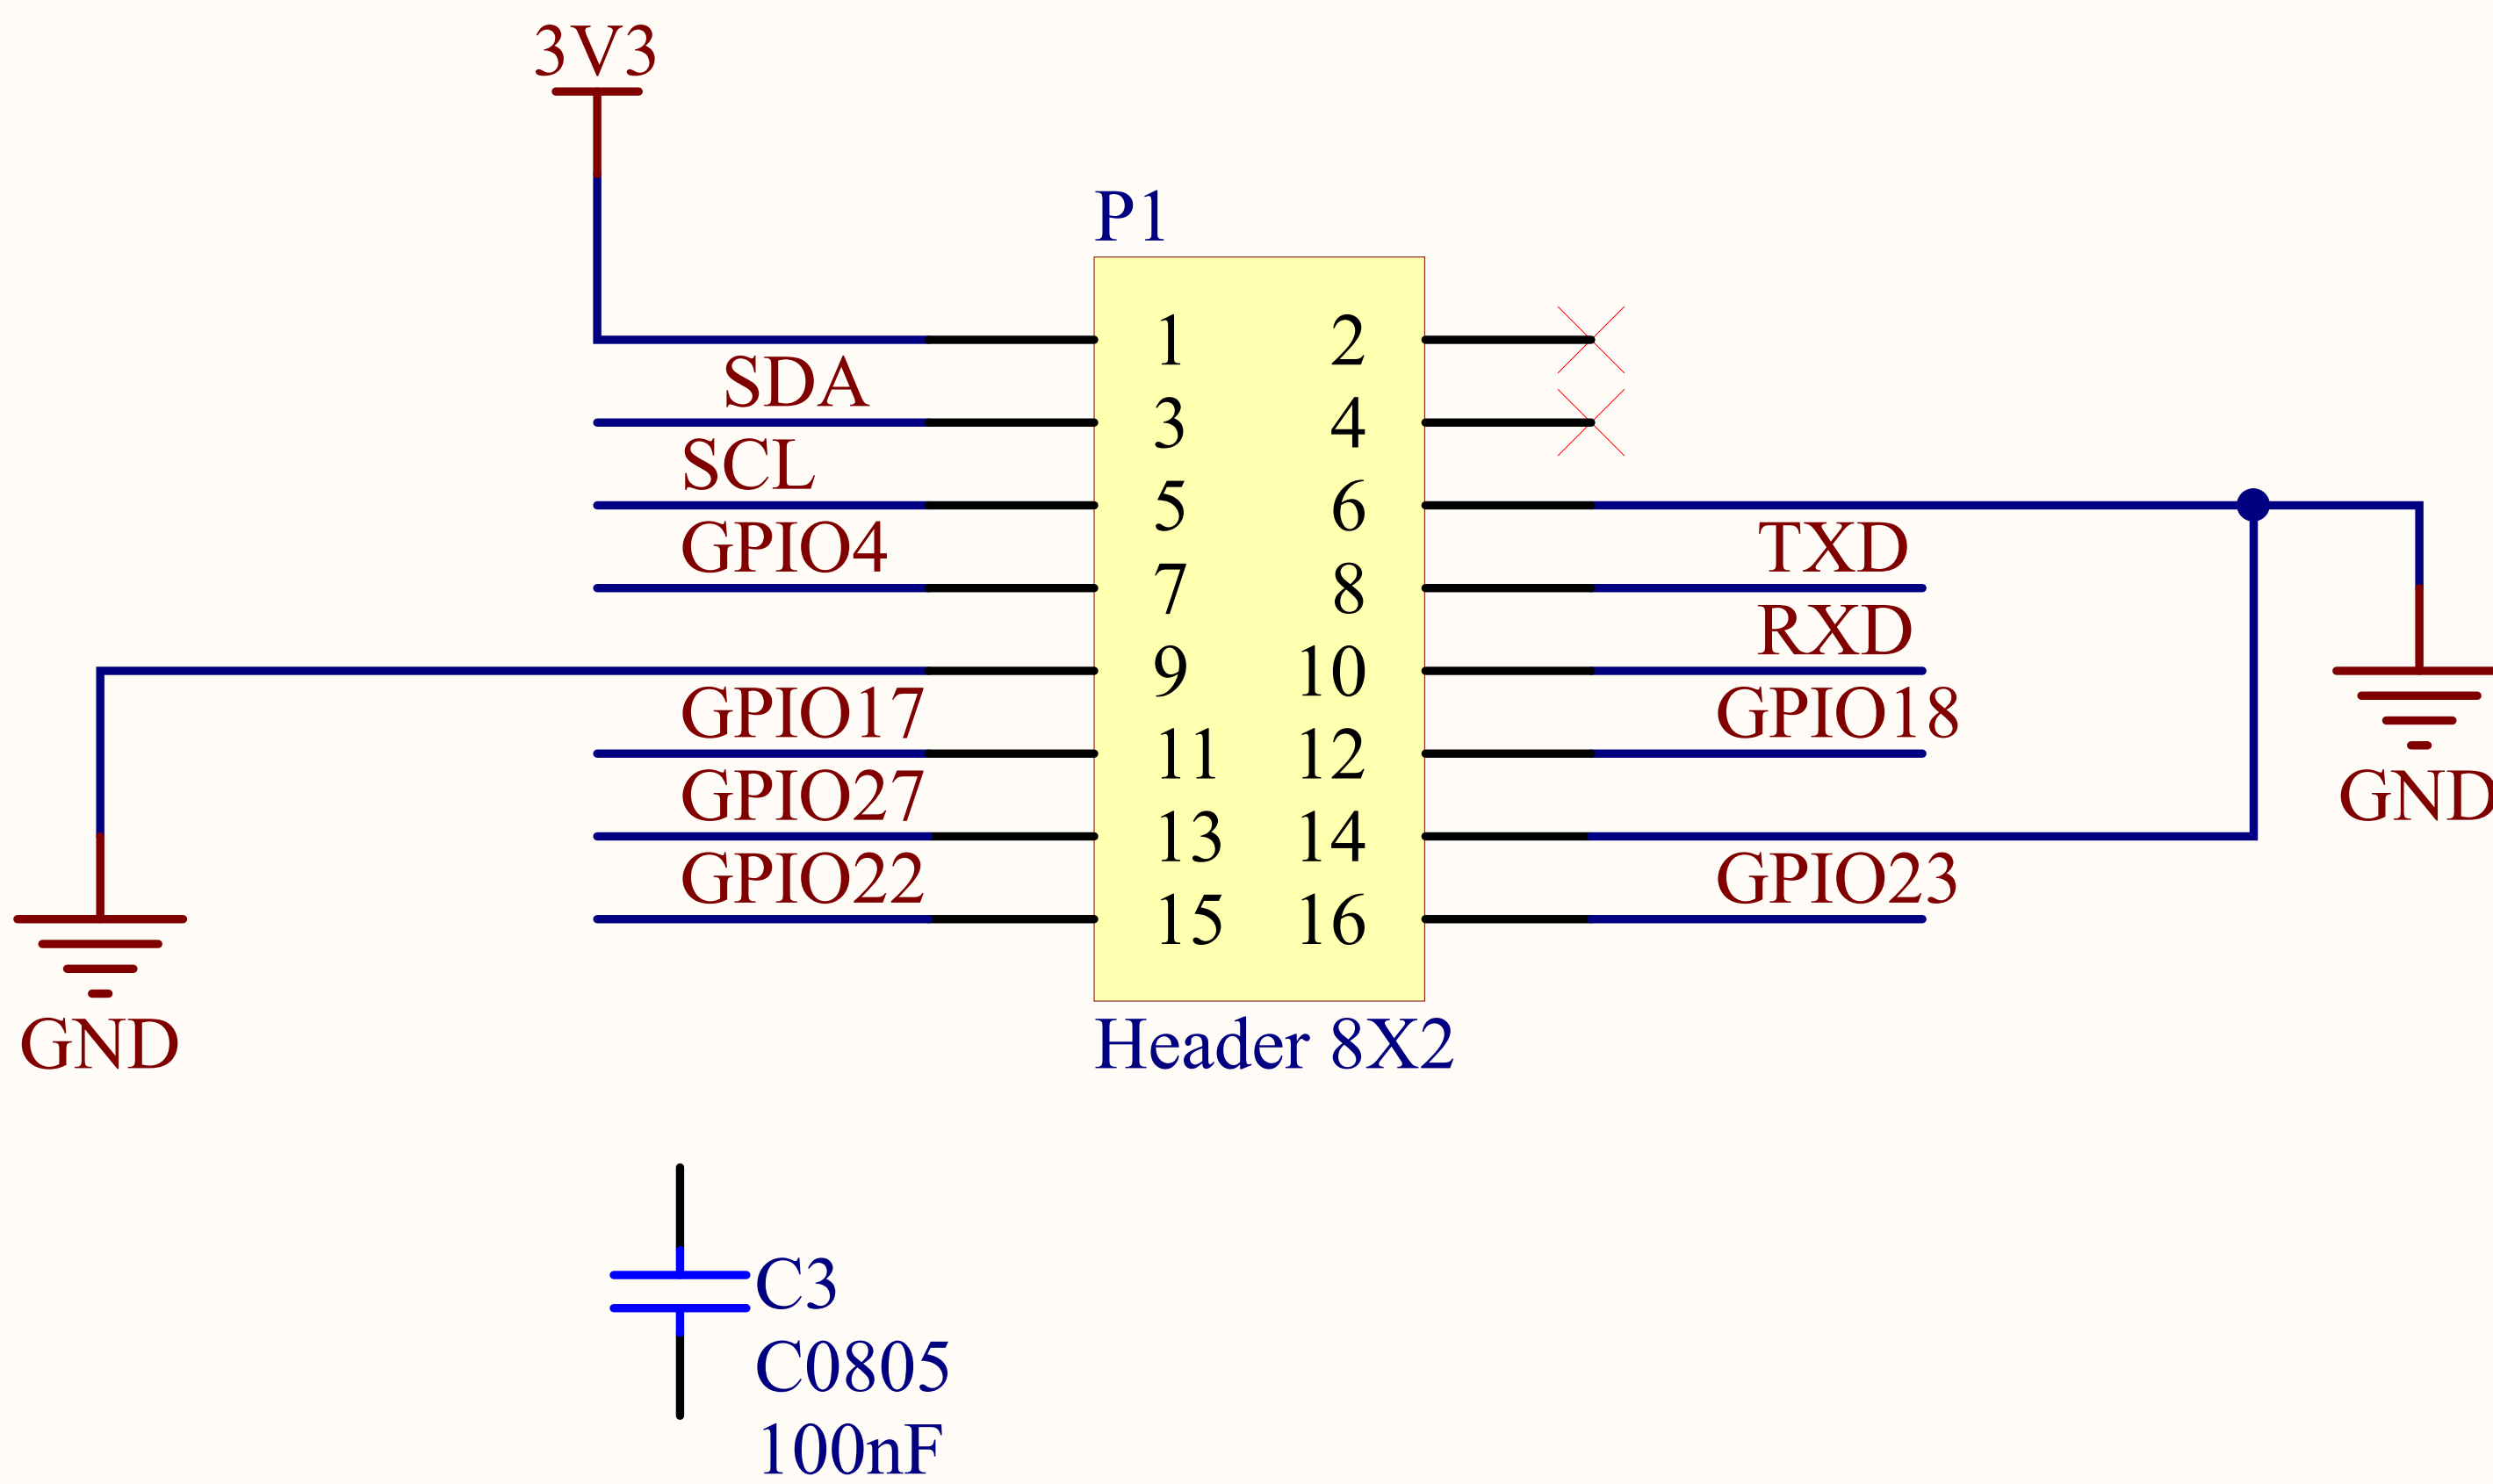 3V3
P1
1 2
SDA
3 4
SCL
5 6
GPIO4 TXD
7 8
RXD
9 10
GPIO17 GPIO18
11 12
GPIO27 GND
13 14
GPIO22 GPIO23
15 16
GND Header 8X2
C3
C0805
100nF